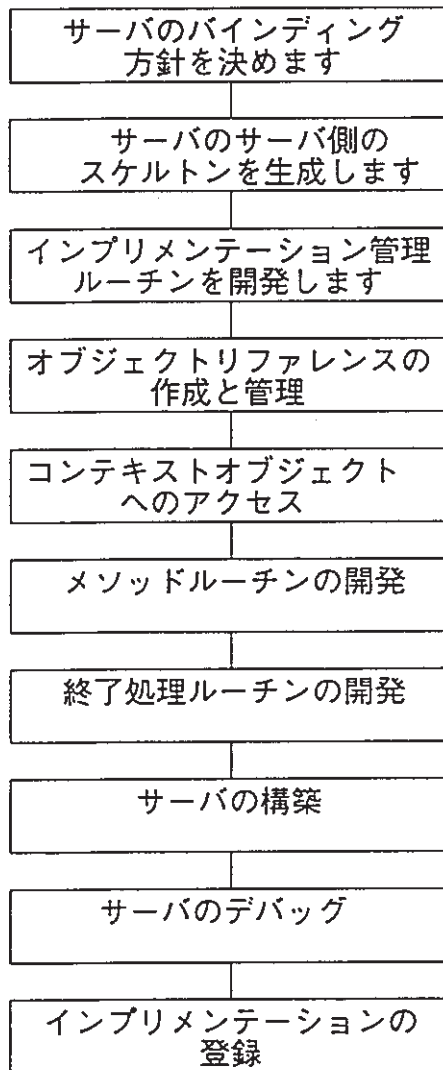 サーバのバインディング
方針を決めます
サーバのサーバ側の
スケルトンを生成します
インプリメンテーション管理
ルーチンを開発します
オブジェクトリファレンスの
作成と管理
コンテキストオブジェクト
へのアクセス
メソッドルーチンの開発
終了処理ルーチンの開発
サーバの構築
サーバのデバッグ
インプリメンテーションの
登録